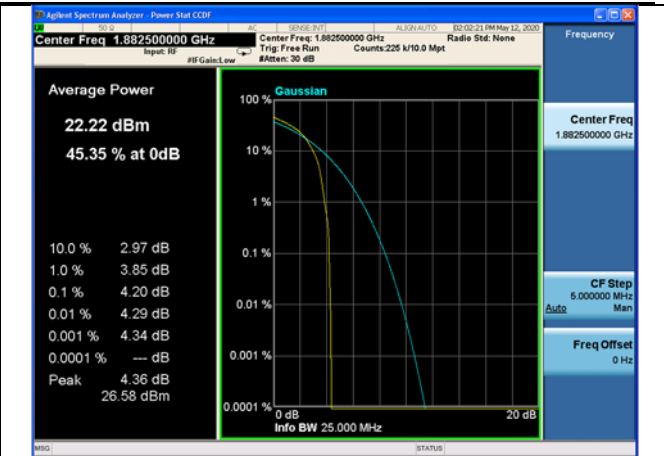 Agilent Spectrum Analyzer - Power Stat CCDF
50 Ω AC SENSE:INT ALIGN AUTO 02:02:21 PM May 12, 2020
Center Freq 1.882500000 GHz
Center Freq: 1.882500000 GHz Radio Std: None
Input: RF Trig: Free Run Counts:225 k/10.0 Mpt
#IFGain:Low #Atten: 30 dB
Frequency
Average Power
22.22 dBm
45.35 % at 0dB
10.0 % 2.97 dB
1.0 % 3.85 dB
0.1 % 4.20 dB
0.01 % 4.29 dB
0.001 % 4.34 dB
0.0001 % --- dB
Peak 4.36 dB
26.58 dBm
Gaussian
100 %
10 %
1 %
0.1 %
0.01 %
0.001 %
0.0001 %
0 dB 20 dB
Info BW 25.000 MHz
Center Freq
1.882500000 GHz
CF Step
5.000000 MHz
Auto Man
Freq Offset
0 Hz
MSG STATUS